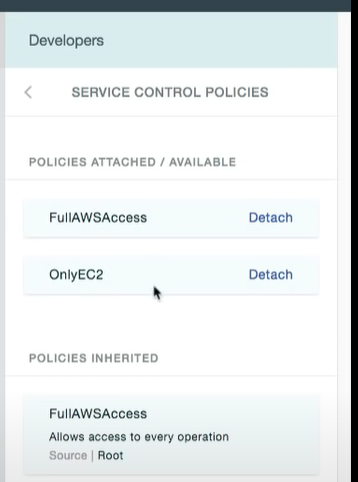 Developers
SERVICE CONTROL POLICIES
POLICIES ATTACHED / AVAILABLE
FullAWSAccess Detach
OnlyEC2 Detach
POLICIES INHERITED
FullAWSAccess
Allows access to every operation
Source | Root